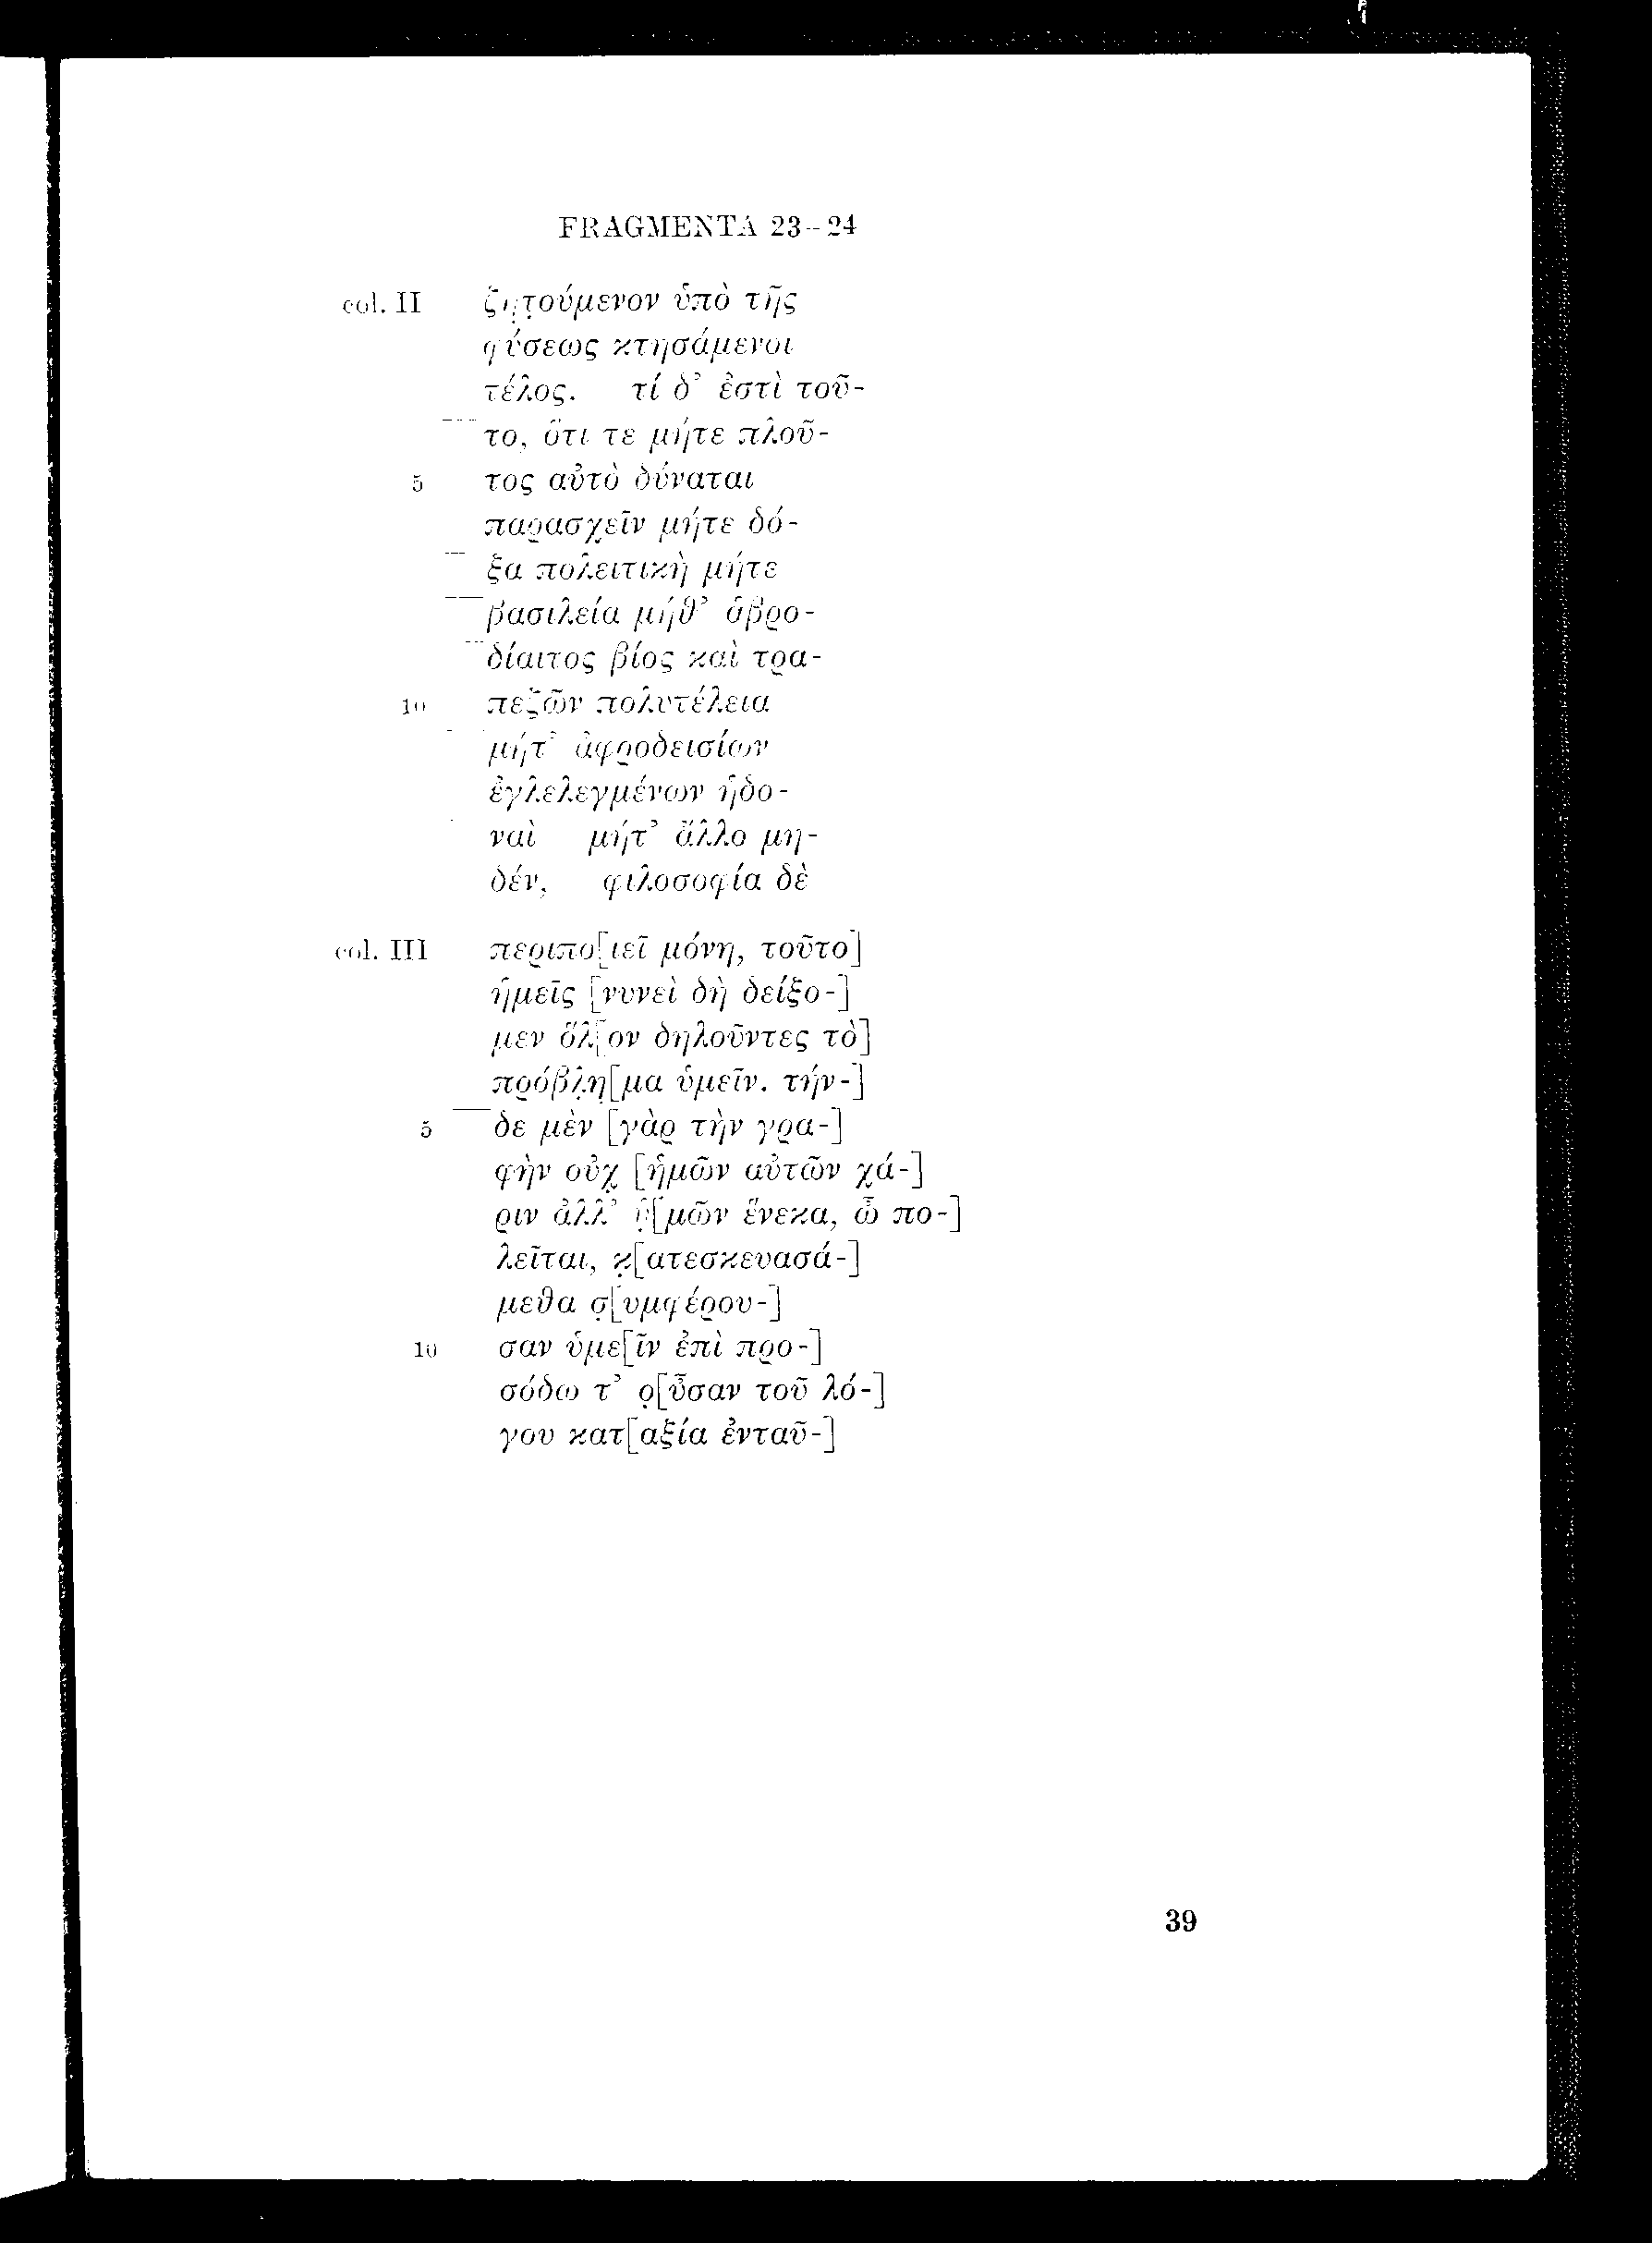 FRAGMENTA 23-24
col. II ζη̣τ̣ούμενον ὑπὸ τῆς
φύσεως κτησάμενοι
τέλος. τί δ᾽ ἐστὶ τοῦ-
το, ὅτι τε μήτε πλοῦ-
5 τος αὐτὸ δύναται
παρασχεῖν μήτε δό-
ξα πολειτικὴ μήτε
βασιλεία μήθ᾽ ἁβρο-
δίαιτος βίος καὶ τρα-
10 πεζῶν πολυτέλεια
μήτ᾽ ἀφροδεισίων
ἐγλελεγμένων ἡδο-
ναὶ μήτ᾽ ἄλλο μη-
δέν, φιλοσοφία δὲ
col. III περιπο[ιεῖ μόνη, τοῦτο]
ἡμεῖς [νυνεὶ δὴ δείξο-]
μεν ὅλ[ον δηλοῦντες τὸ]
πρόβλ̣η̣[μα ὑμεῖν. τήν-]
5 δε μὲν [γὰρ τὴν γρα-]
φὴν οὐχ̣ [ἡμῶν αὐτῶν χά-]
ριν ἀλλ᾽ ὑ̣[μῶν ἕνεκα, ὦ πο-]
λεῖται, κ̣[ατεσκευασά-]
μεθα σ̣[υμφέρου-]
10 σαν ὑμε[ῖν ἐπὶ προ-]
σόδω τ᾽ ο̣[ὖσαν τοῦ λό-]
γου κατ[αξία ἐνταῦ-]
39